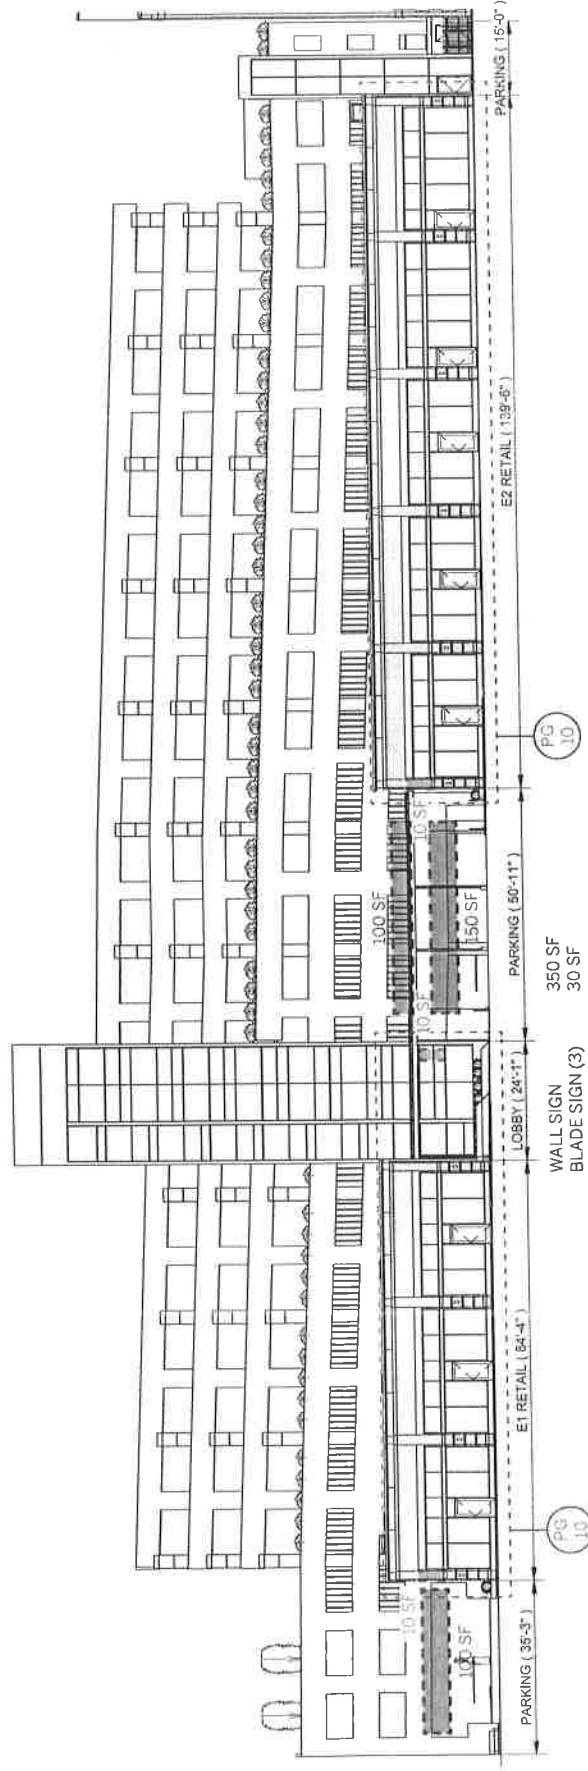 100 SF
10 SF
10 SF
150 SF
10 SF
100 SF
PARKING ( 35'-3" )
E1 RETAIL ( 84'-4" )
LOBBY ( 24'-1" )
PARKING ( 50'-11" )
E2 RETAIL ( 139'-6" )
PARKING ( 15'-0" )
PG
10
PG
10
WALL SIGN 350 SF
BLADE SIGN (3) 30 SF